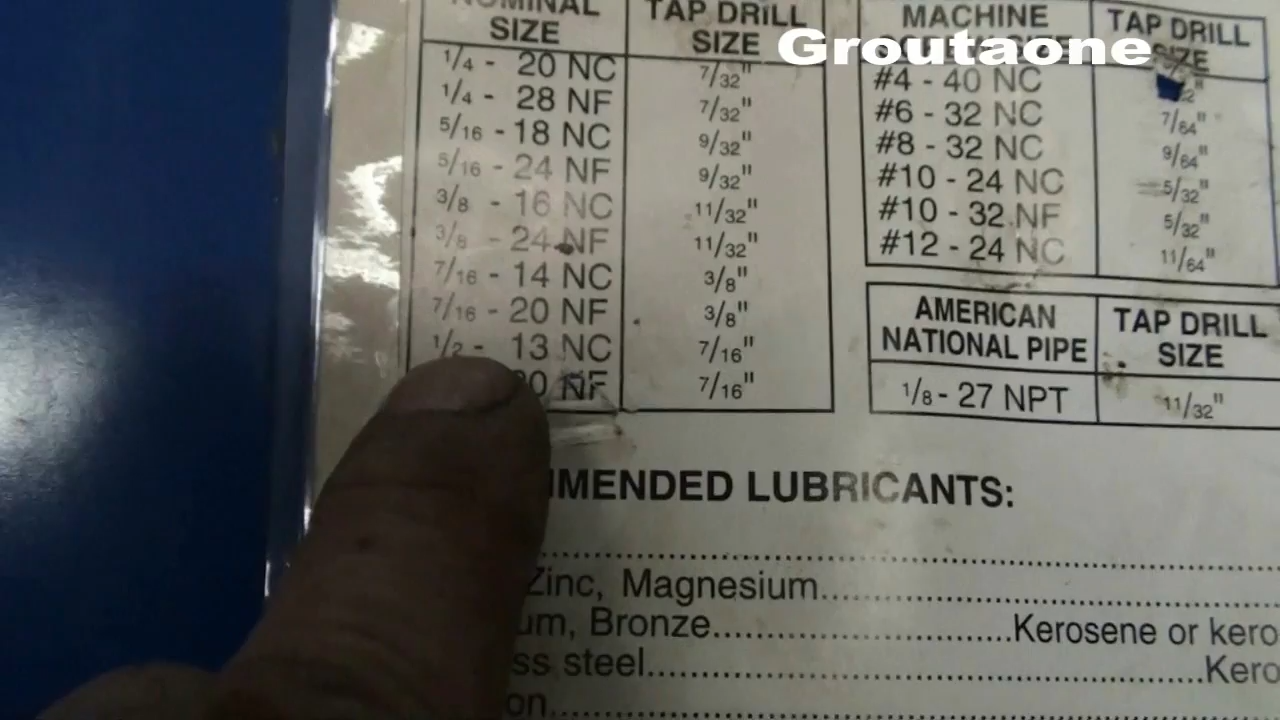 NOMINAL
SIZE
TAP DRILL
SIZE
1/4 - 20 NC 7/32"
1/4 - 28 NF 7/32"
5/16 - 18 NC 9/32"
5/16 - 24 NF 9/32"
3/8 - 16 NC 11/32"
3/8 - 24 NF 11/32"
7/16 - 14 NC 3/8"
7/16 - 20 NF 3/8"
1/2 - 13 NC 7/16"
NF 7/16"
MACHINE
TAP DRILL
SIZE
Groutaone
#4 - 40 NC
#6 - 32 NC 7/64"
#8 - 32 NC 9/64"
#10 - 24 NC 5/32"
#10 - 32 NF 5/32"
#12 - 24 NC 11/64"
AMERICAN
NATIONAL PIPE
TAP DRILL
SIZE
1/8 - 27 NPT 11/32"
MMENDED LUBRICANTS:
Zinc, Magnesium
um, Bronze Kerosene or kero
ss steel Kero
on